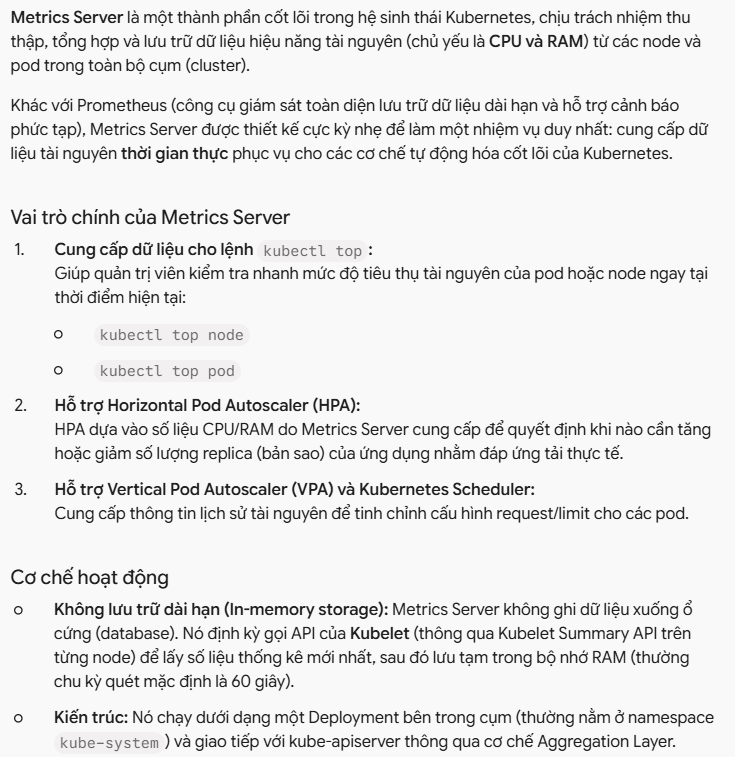 Metrics Server là một thành phần cốt lõi trong hệ sinh thái Kubernetes, chịu trách nhiệm thu
thập, tổng hợp và lưu trữ dữ liệu hiệu năng tài nguyên (chủ yếu là CPU và RAM) từ các node và
pod trong toàn bộ cụm (cluster).
Khác với Prometheus (công cụ giám sát toàn diện lưu trữ dữ liệu dài hạn và hỗ trợ cảnh báo
phức tạp), Metrics Server được thiết kế cực kỳ nhẹ để làm một nhiệm vụ duy nhất: cung cấp dữ
liệu tài nguyên thời gian thực phục vụ cho các cơ chế tự động hóa cốt lõi của Kubernetes.
Vai trò chính của Metrics Server
1. Cung cấp dữ liệu cho lệnh kubectl top :
Giúp quản trị viên kiểm tra nhanh mức độ tiêu thụ tài nguyên của pod hoặc node ngay tại
thời điểm hiện tại:
kubectl top node
kubectl top pod
2. Hỗ trợ Horizontal Pod Autoscaler (HPA):
HPA dựa vào số liệu CPU/RAM do Metrics Server cung cấp để quyết định khi nào cần tăng
hoặc giảm số lượng replica (bản sao) của ứng dụng nhằm đáp ứng tải thực tế.
3. Hỗ trợ Vertical Pod Autoscaler (VPA) và Kubernetes Scheduler:
Cung cấp thông tin lịch sử tài nguyên để tinh chỉnh cấu hình request/limit cho các pod.
Cơ chế hoạt động
Không lưu trữ dài hạn (In-memory storage): Metrics Server không ghi dữ liệu xuống ổ
cứng (database). Nó định kỳ gọi API của Kubelet (thông qua Kubelet Summary API trên
từng node) để lấy số liệu thống kê mới nhất, sau đó lưu tạm trong bộ nhớ RAM (thường
chu kỳ quét mặc định là 60 giây).
Kiến trúc: Nó chạy dưới dạng một Deployment bên trong cụm (thường nằm ở namespace
kube-system ) và giao tiếp với kube-apiserver thông qua cơ chế Aggregation Layer.